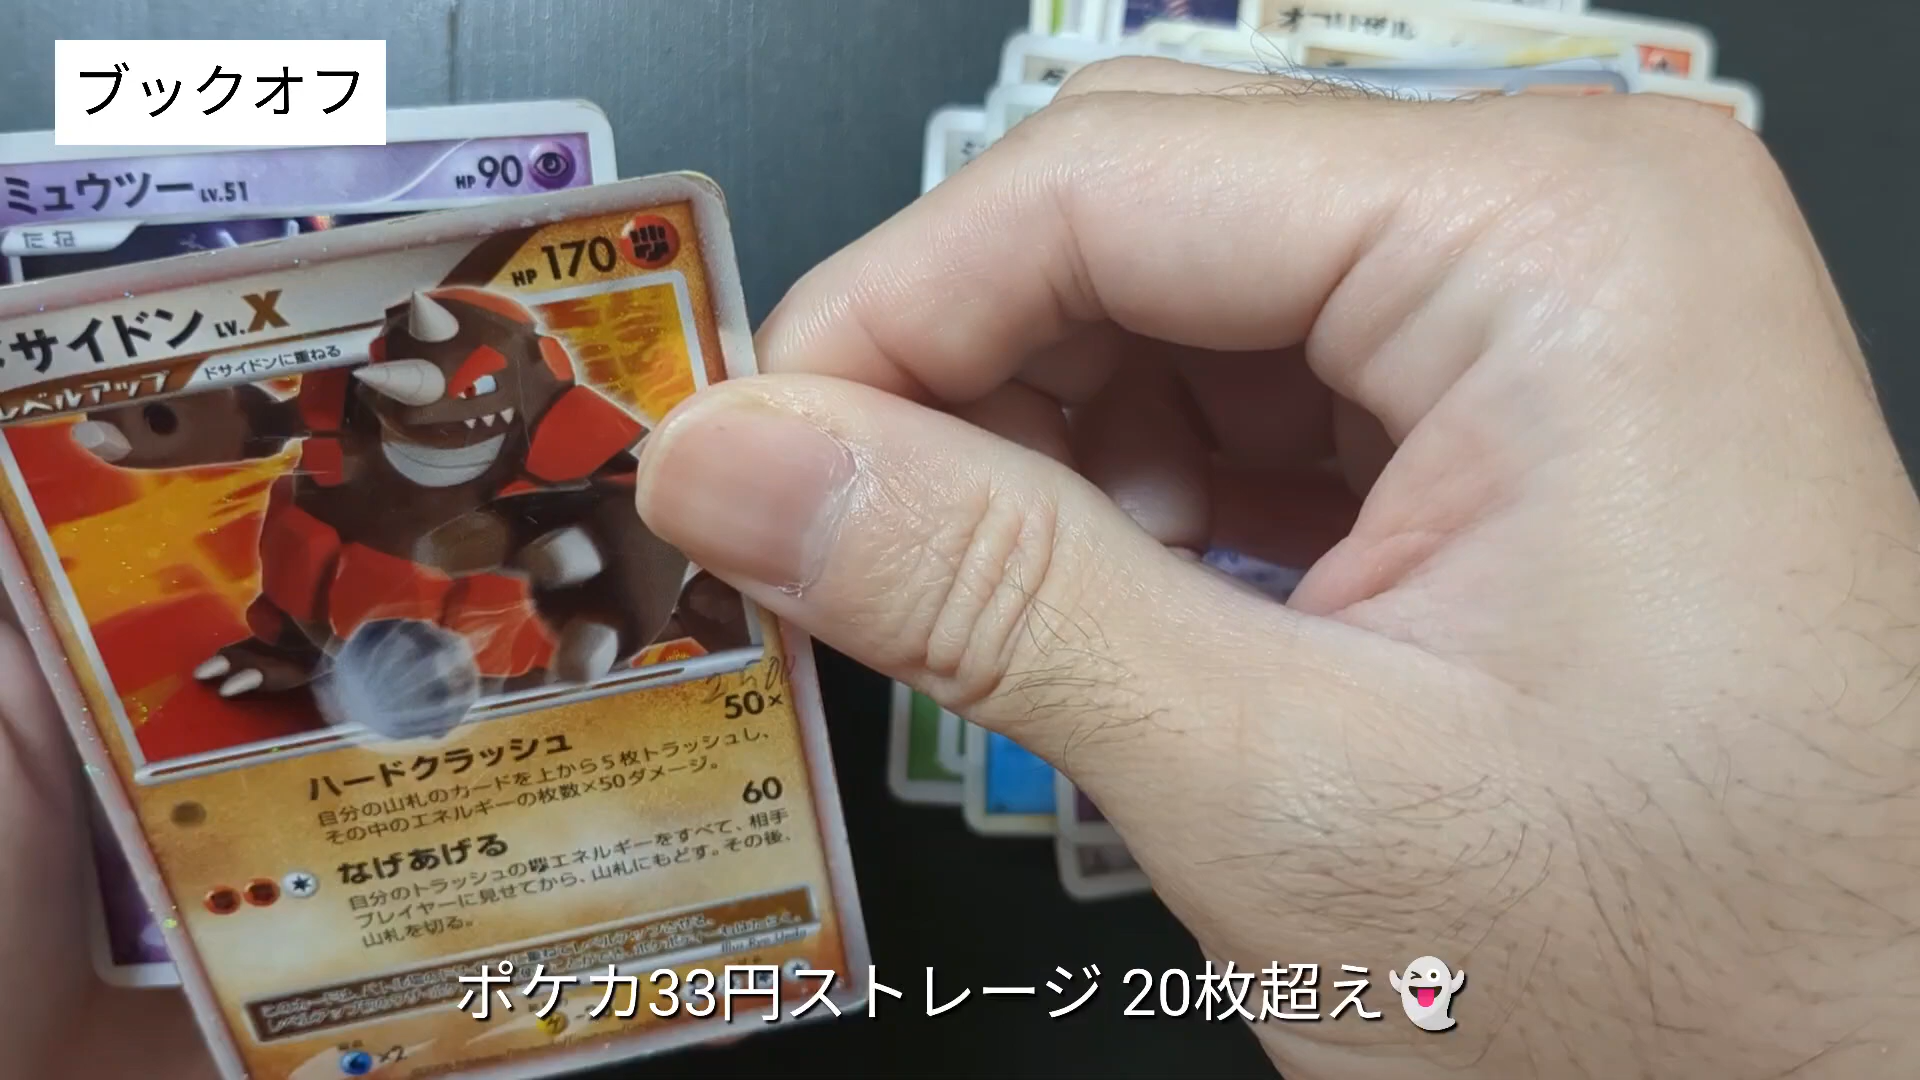 ブックオフ
ミュウツー LV.51 HP 90
たね
HP 170
サイドン LV.X
レベルアップ ドサイドンに重ねる
50×
ハードクラッシュ
自分の山札のカードを上から5枚トラッシュし、
その中のエネルギーの枚数×50ダメージ。
60
なげあげる
自分のトラッシュの闘エネルギーをすべて、相手
プレイヤーに見せてから、山札にもどす。その後、
山札を切る。
×2
ポケカ33円ストレージ 20枚超え👻